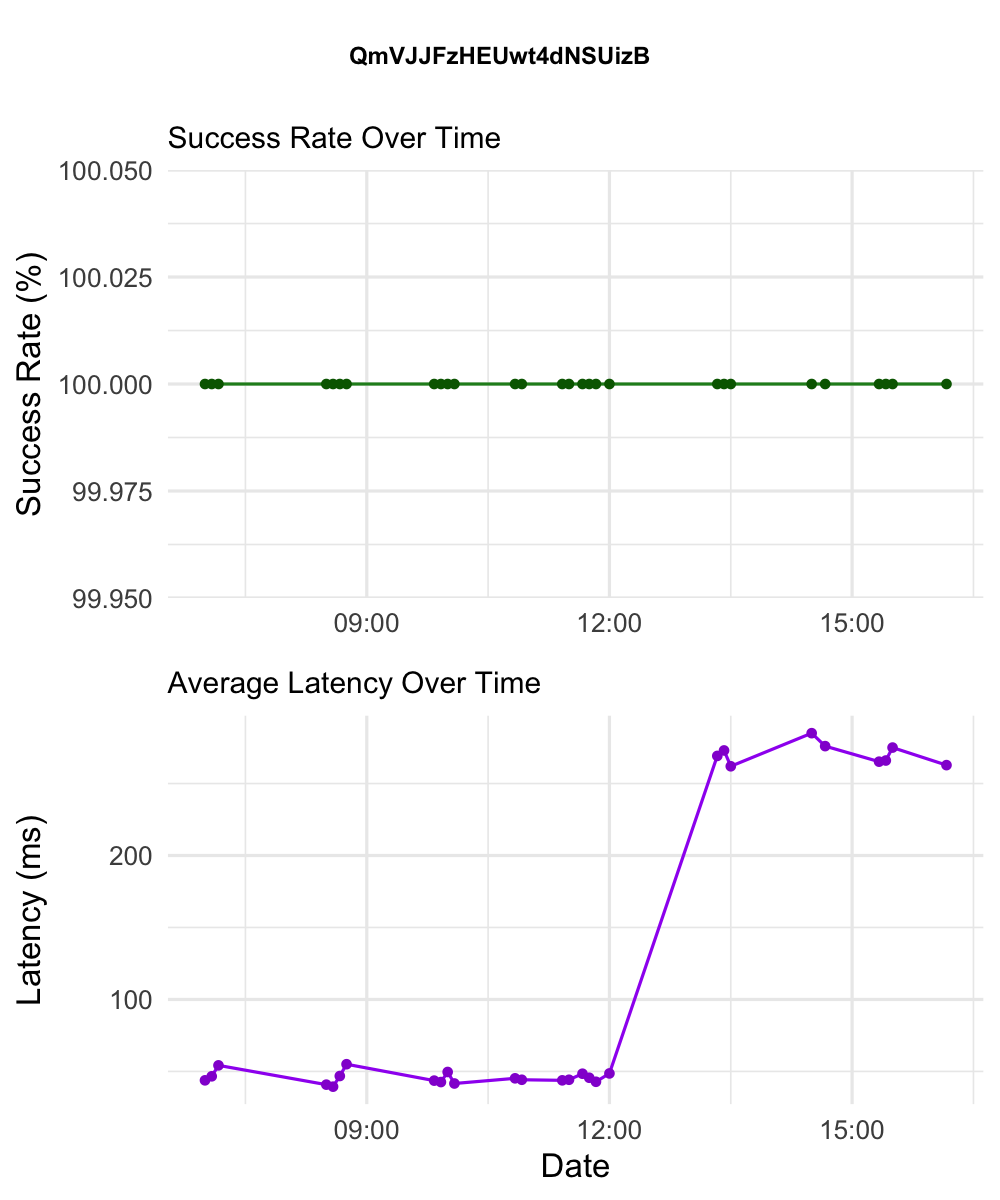 QmVJJFzHEUwt4dNSUizB
Success Rate Over Time
Success Rate (%)
100.050
100.025
100.000
99.975
99.950
09:00 12:00 15:00
Average Latency Over Time
Latency (ms)
200
100
09:00 12:00 15:00
Date